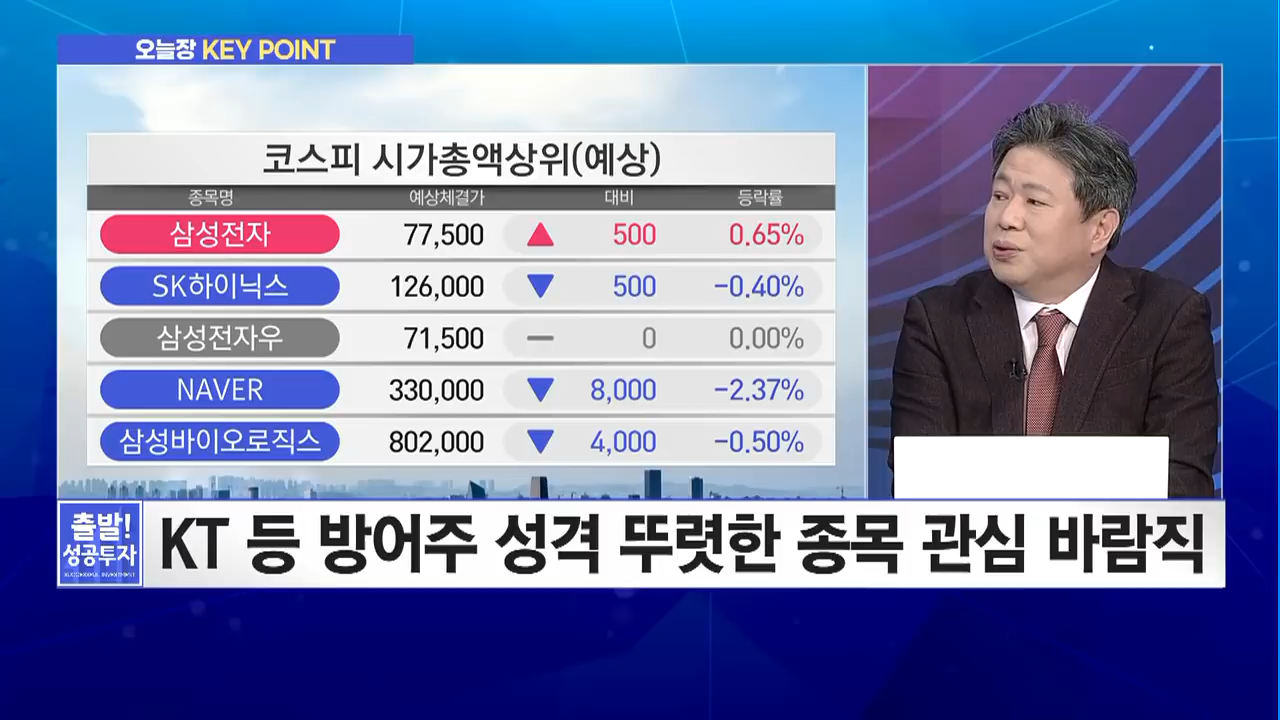 오늘장 KEY POINT
코스피 시가총액상위(예상)
종목명 예상체결가 대비 등락률
삼성전자 77,500 ▲ 500 0.65%
SK하이닉스 126,000 ▼ 500 -0.40%
삼성전자우 71,500 - 0 0.00%
NAVER 330,000 ▼ 8,000 -2.37%
삼성바이오로직스 802,000 ▼ 4,000 -0.50%
출발!
성공투자
SUCCESSFUL INVESTMENT
KT 등 방어주 성격 뚜렷한 종목 관심 바람직